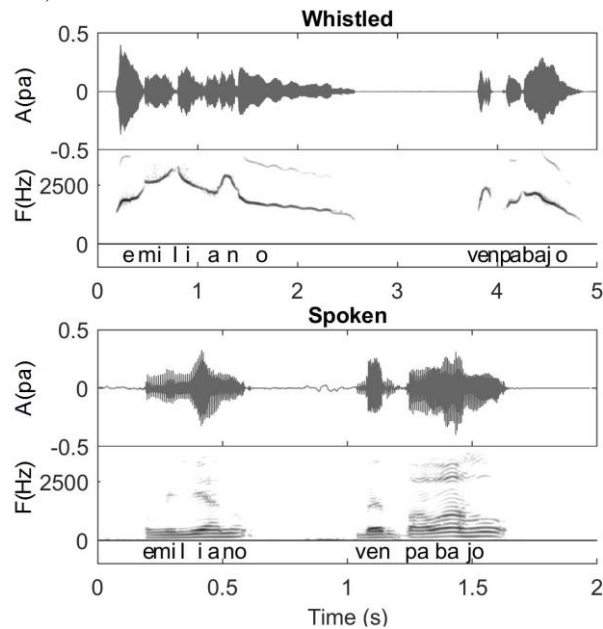 Whistled
0.5
A(pa)
0
-0.5
F(Hz)
2500
0
emi l i a n o venpabajo
0 1 2 3 4 5
Spoken
0.5
A(pa)
0
-0.5
F(Hz)
2500
0
emil iano ven pa ba jo
0 0.5 1 1.5 2
Time (s)